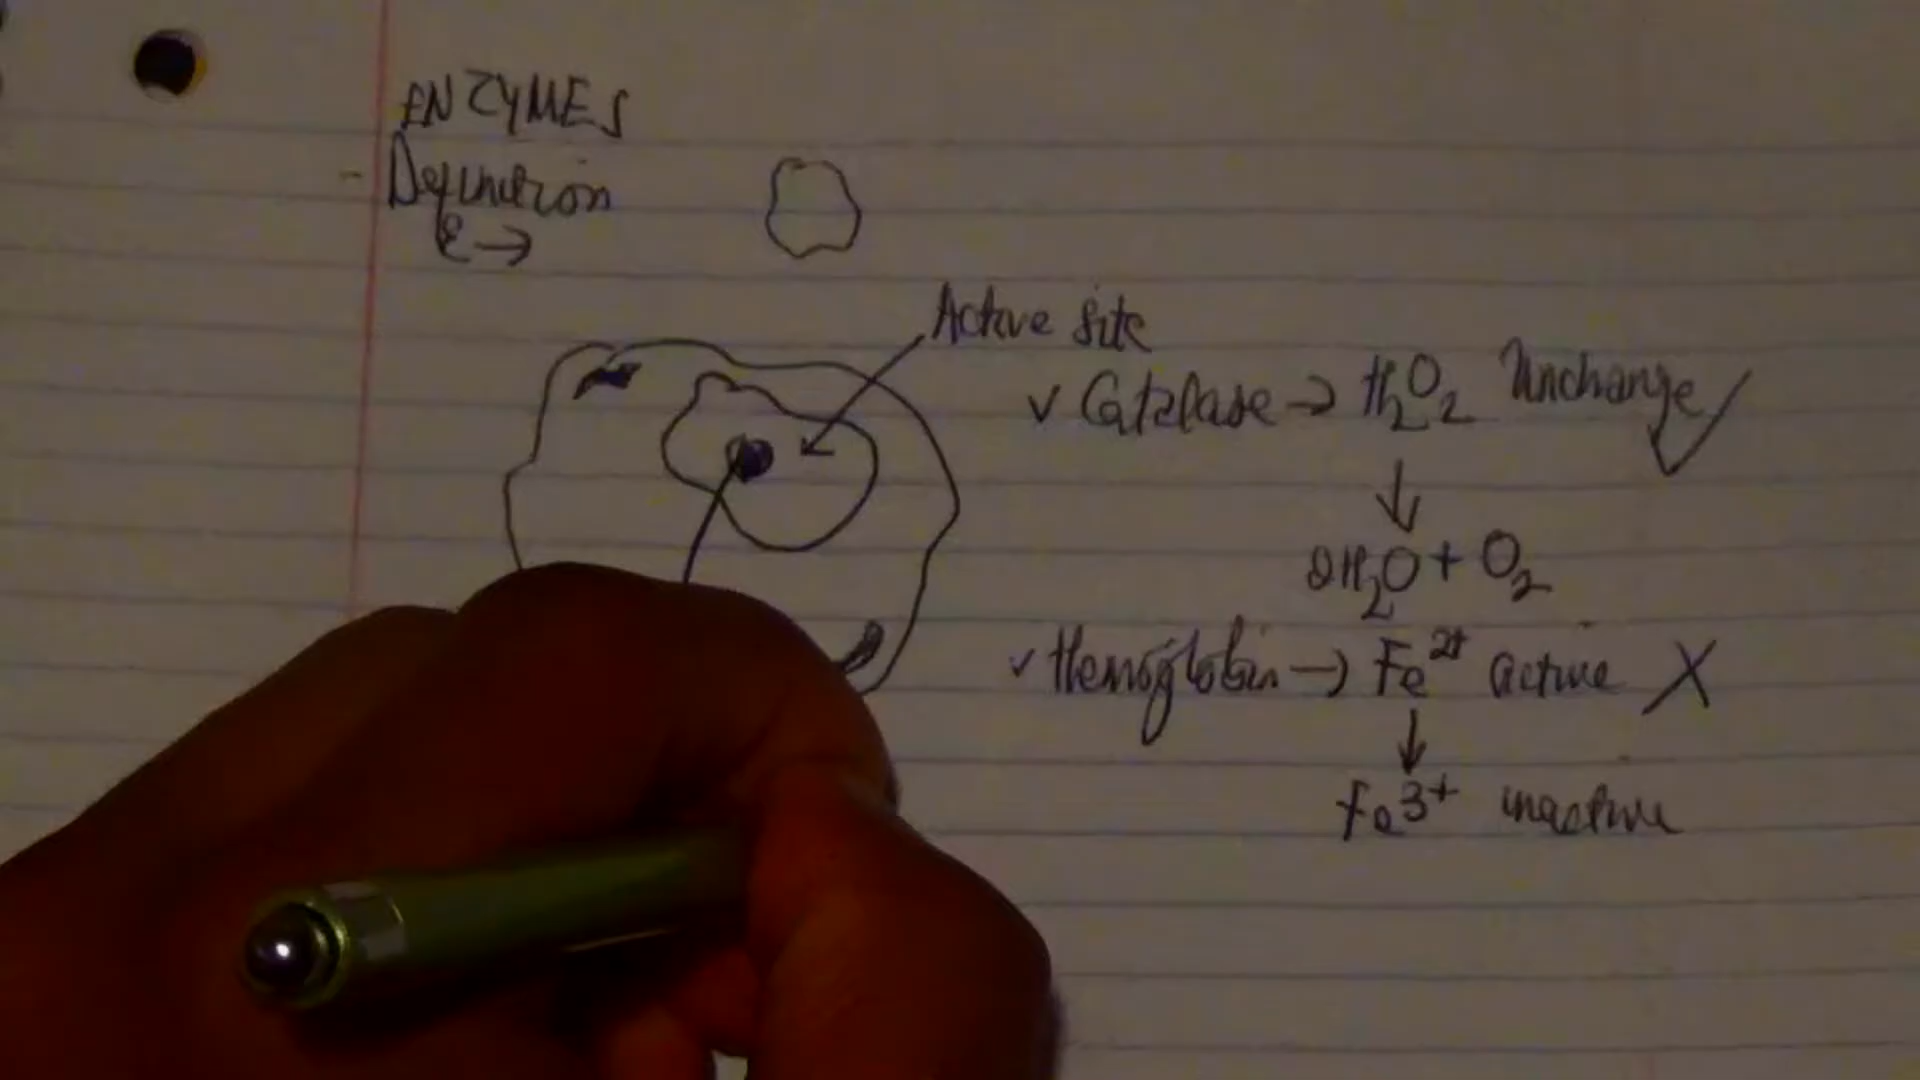 ENZYMES
- Definition
E →
Active site
✓ Catalase → H₂O₂ Unchange ✓
↓
2H₂O + O₂
✓ Hemoglobin → Fe²⁺ active X
↓
Fe3⁺ inactive